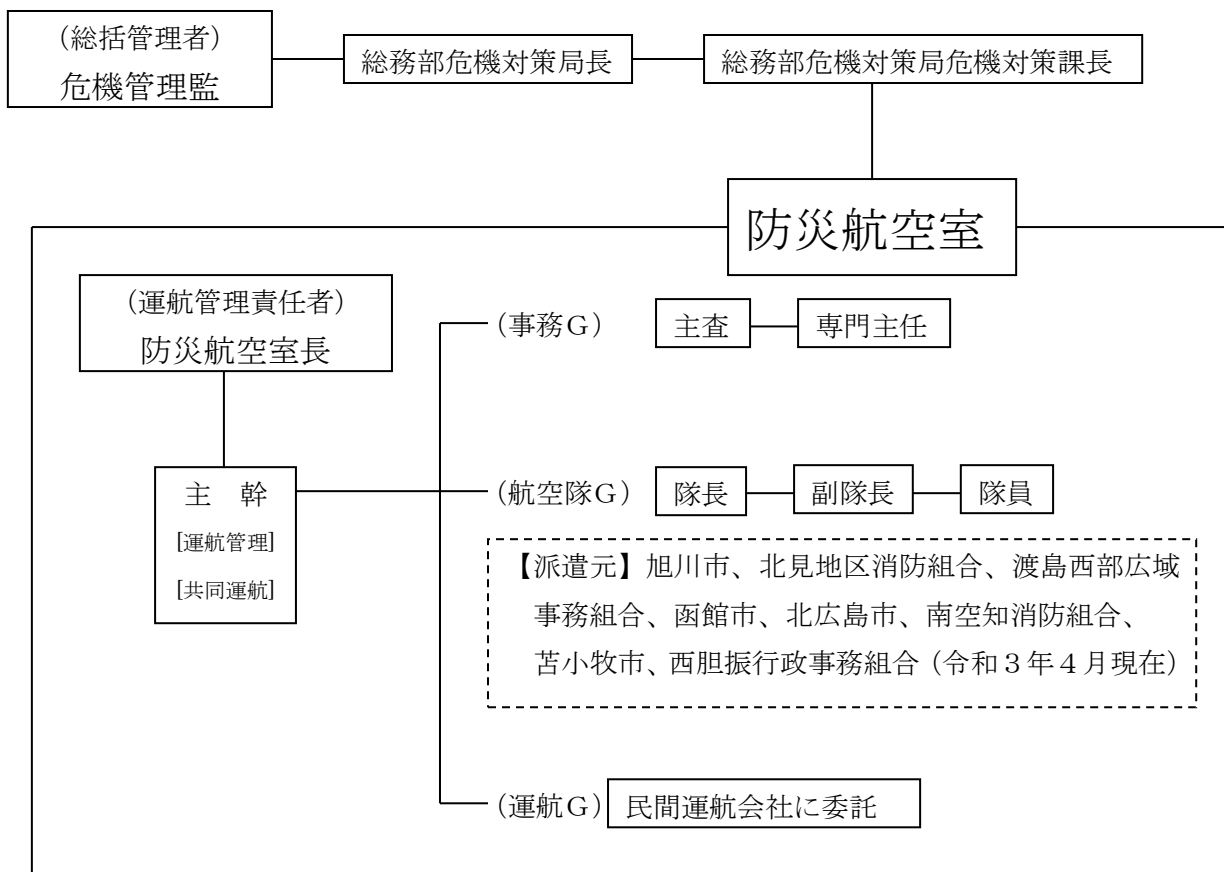 （総括管理者）
危機管理監
総務部危機対策局長
総務部危機対策局危機対策課長
防災航空室
（運航管理責任者）
防災航空室長
主　幹
[運航管理]
[共同運航]
（事務Ｇ）
主査
専門主任
（航空隊Ｇ）
隊長
副隊長
隊員
【派遣元】旭川市、北見地区消防組合、渡島西部広域
事務組合、函館市、北広島市、南空知消防組合、
苫小牧市、西胆振行政事務組合（令和３年４月現在）
（運航Ｇ）
民間運航会社に委託